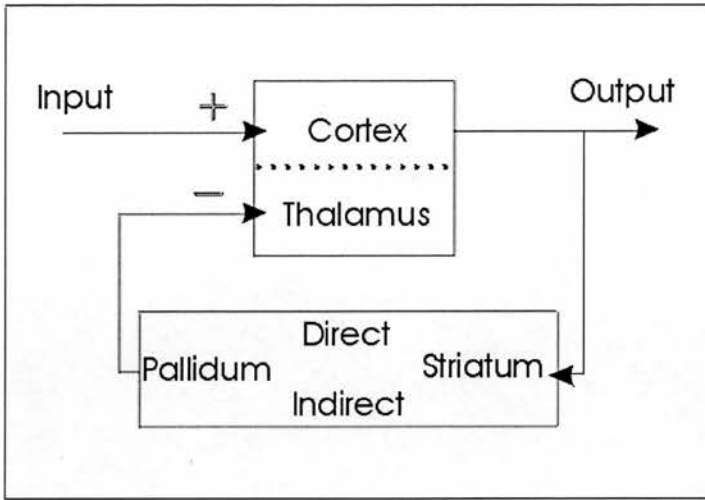 Input
+
Output
Cortex
−
Thalamus
Direct
Pallidum
Striatum
Indirect